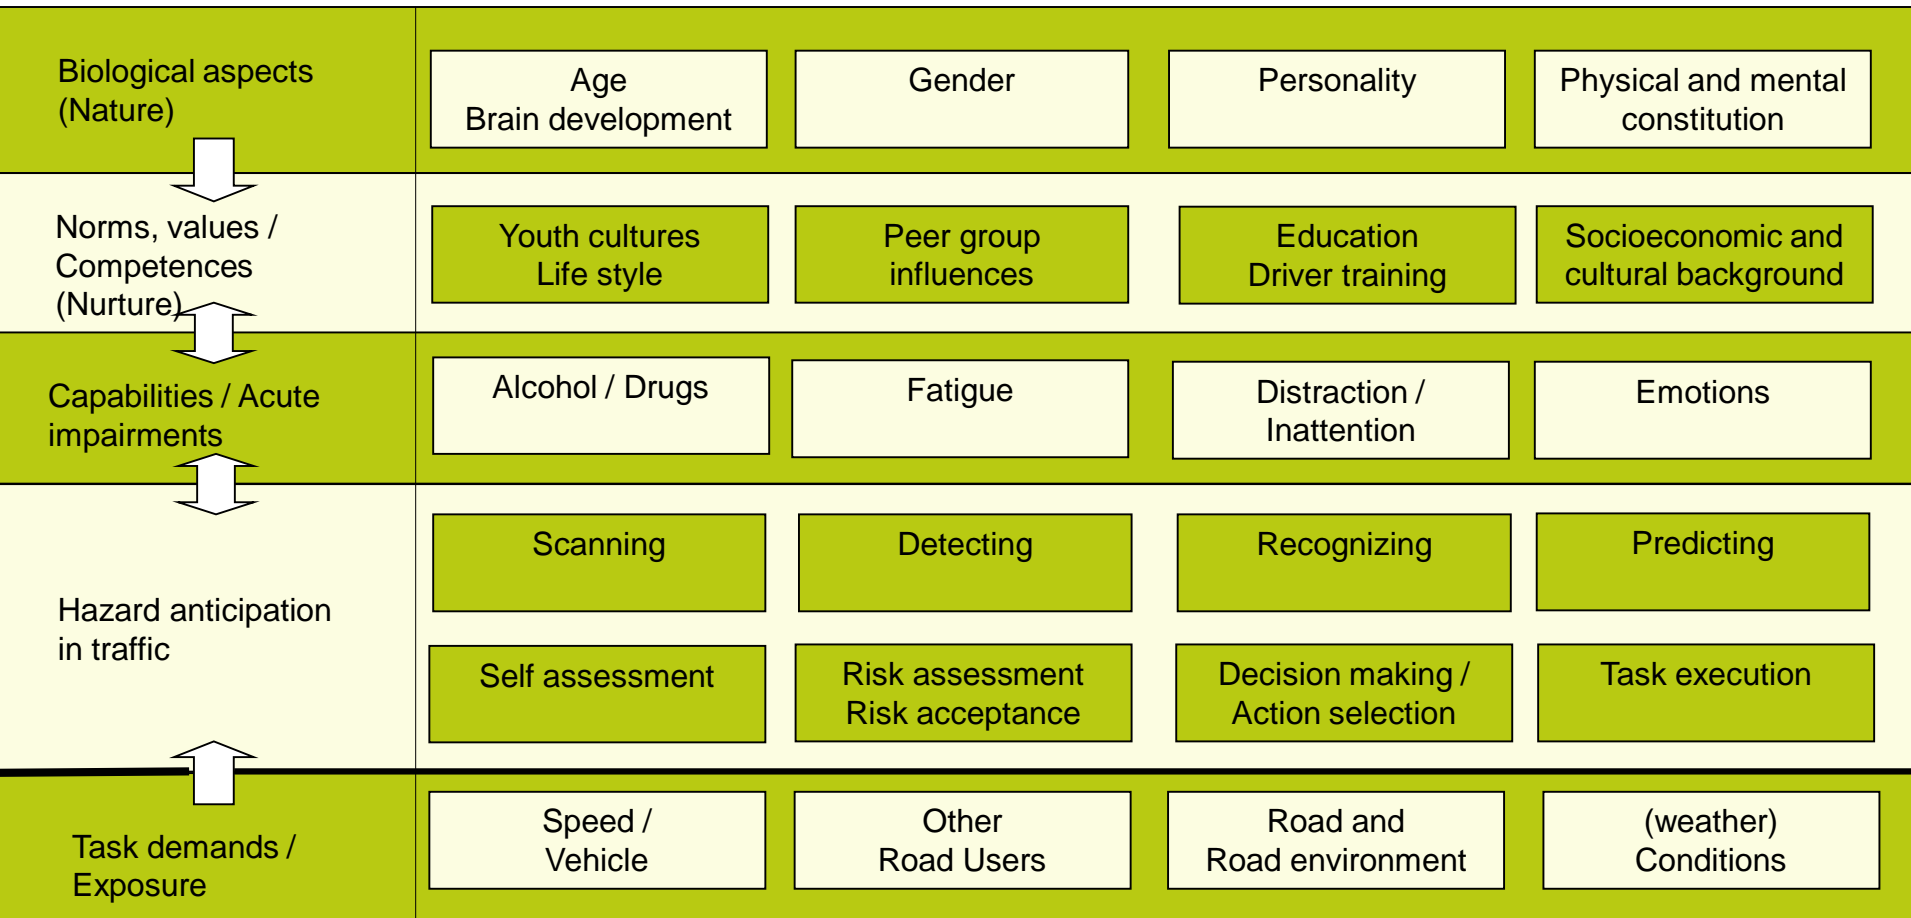 Biological aspects
(Nature)
Age
Brain development
Gender
Personality
Physical and mental
constitution
Norms, values /
Competences
(Nurture)
Youth cultures
Life style
Peer group
influences
Education
Driver training
Socioeconomic and
cultural background
Capabilities / Acute
impairments
Alcohol / Drugs
Fatigue
Distraction /
Inattention
Emotions
Hazard anticipation
in traffic
Scanning
Detecting
Recognizing
Predicting
Self assessment
Risk assessment
Risk acceptance
Decision making /
Action selection
Task execution
Task demands /
Exposure
Speed /
Vehicle
Other
Road Users
Road and
Road environment
(weather)
Conditions